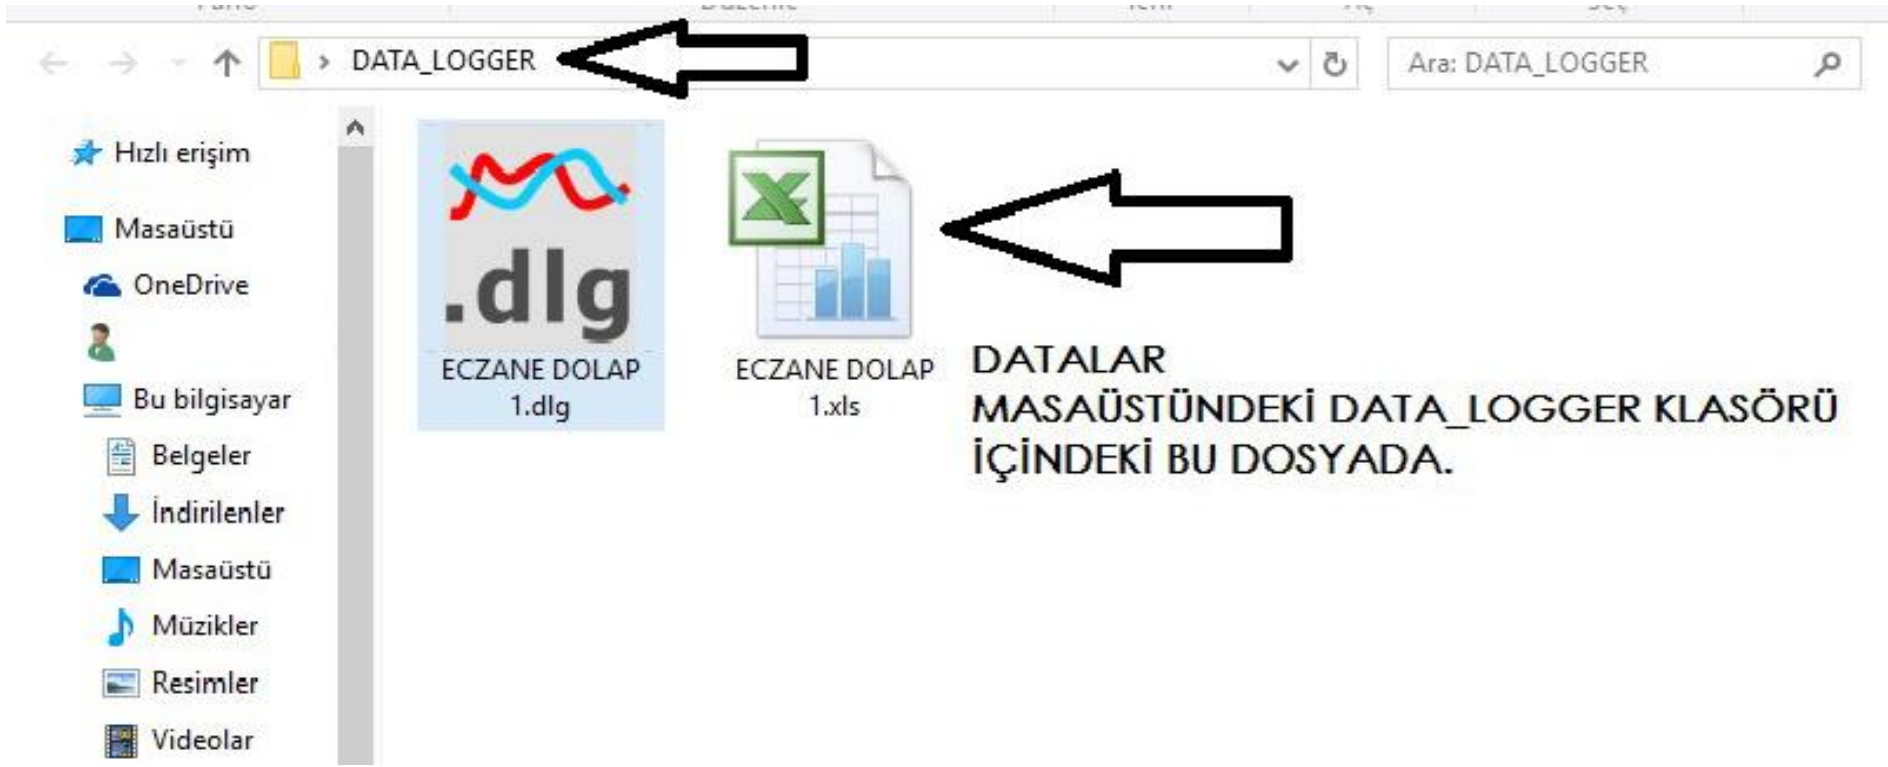 DATA_LOGGER
Ara: DATA_LOGGER
Hızlı erişim
Masaüstü
OneDrive
Bu bilgisayar
Belgeler
İndirilenler
Masaüstü
Müzikler
Resimler
Videolar
.dlg
ECZANE DOLAP
1.dlg
ECZANE DOLAP
1.xls
DATALAR
MASAÜSTÜNDEKİ DATA_LOGGER KLASÖRÜ
İÇİNDEKİ BU DOSYADA.